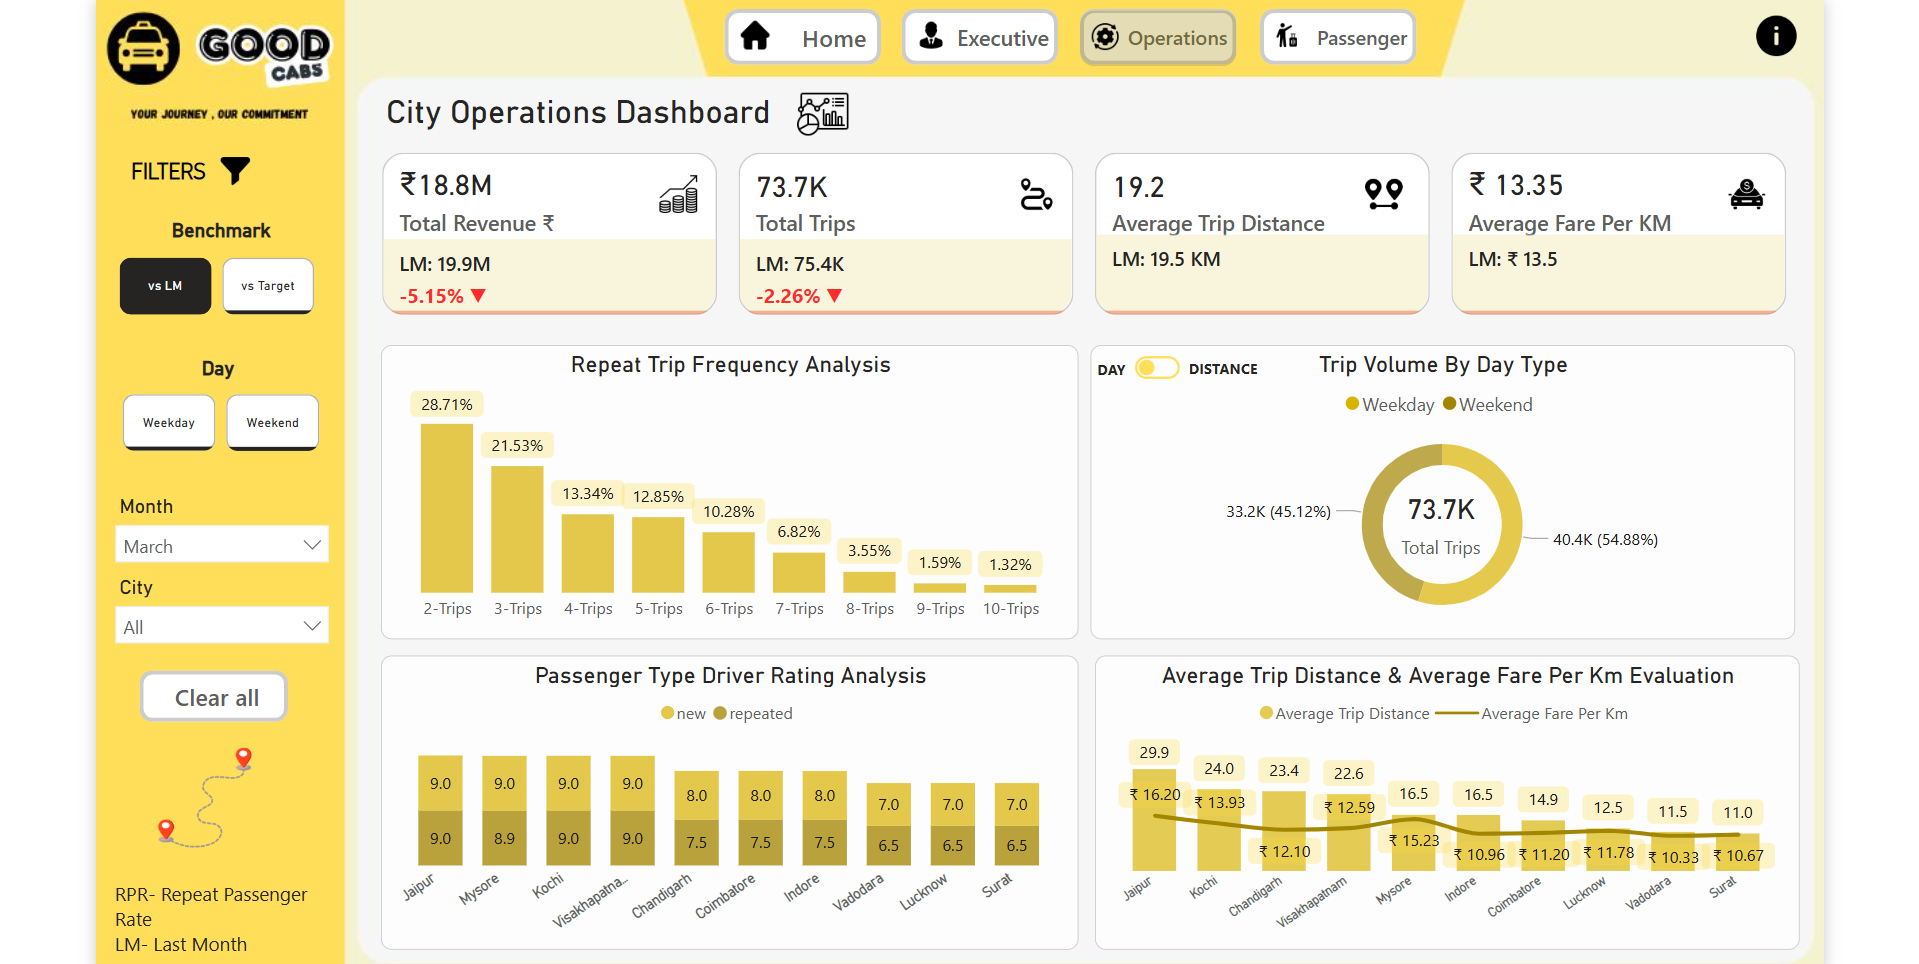 GOOD
CABS
YOUR JOURNEY , OUR COMMITMENT
Home
Executive
Operations
Passenger
i
FILTERS
Benchmark
vs LM
vs Target
Day
Weekday
Weekend
Month
March
City
All
Clear all
RPR- Repeat Passenger
Rate
LM- Last Month
City Operations Dashboard
₹18.8M
Total Revenue ₹
LM: 19.9M
-5.15% ▼
73.7K
Total Trips
LM: 75.4K
-2.26% ▼
19.2
Average Trip Distance
LM: 19.5 KM
₹ 13.35
Average Fare Per KM
LM: ₹ 13.5
Repeat Trip Frequency Analysis
28.71%
21.53%
13.34%
12.85%
10.28%
6.82%
3.55%
1.59%
1.32%
2-Trips 3-Trips 4-Trips 5-Trips 6-Trips 7-Trips 8-Trips 9-Trips 10-Trips
DAY
DISTANCE
Trip Volume By Day Type
Weekday Weekend
33.2K (45.12%)
73.7K
Total Trips
40.4K (54.88%)
Passenger Type Driver Rating Analysis
new repeated
9.0 9.0 9.0 9.0 8.0 8.0 8.0 7.0 7.0 7.0
9.0 8.9 9.0 9.0 7.5 7.5 7.5 6.5 6.5 6.5
Jaipur Mysore Kochi Visakhapatna... Chandigarh Coimbatore Indore Vadodara Lucknow Surat
Average Trip Distance & Average Fare Per Km Evaluation
Average Trip Distance Average Fare Per Km
29.9 24.0 23.4 22.6 16.5 16.5 14.9 12.5 11.5 11.0
₹ 16.20 ₹ 13.93 ₹ 12.10 ₹ 12.59 ₹ 15.23 ₹ 10.96 ₹ 11.20 ₹ 11.78 ₹ 10.33 ₹ 10.67
Jaipur Kochi Chandigarh Visakhapatnam Mysore Indore Coimbatore Lucknow Vadodara Surat